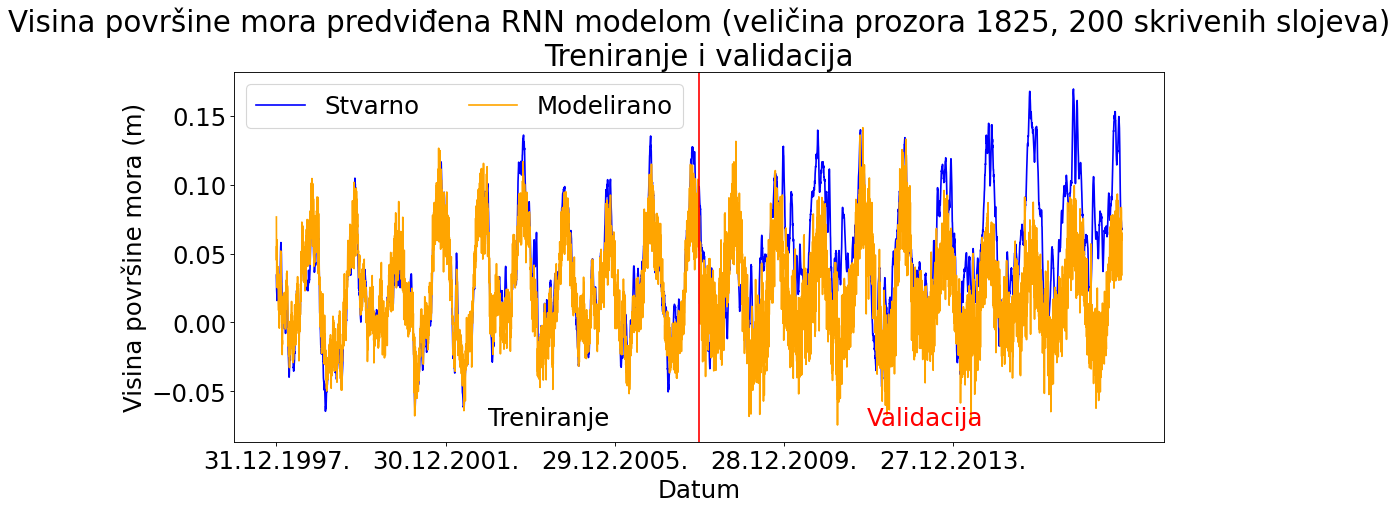 Visina površine mora predviđena RNN modelom (veličina prozora 1825, 200 skrivenih slojeva)
Treniranje i validacija
Stvarno
Modelirano
Visina površine mora (m)
0.15
0.10
0.05
0.00
−0.05
Treniranje
Validacija
31.12.1997.
30.12.2001.
29.12.2005.
28.12.2009.
27.12.2013.
Datum